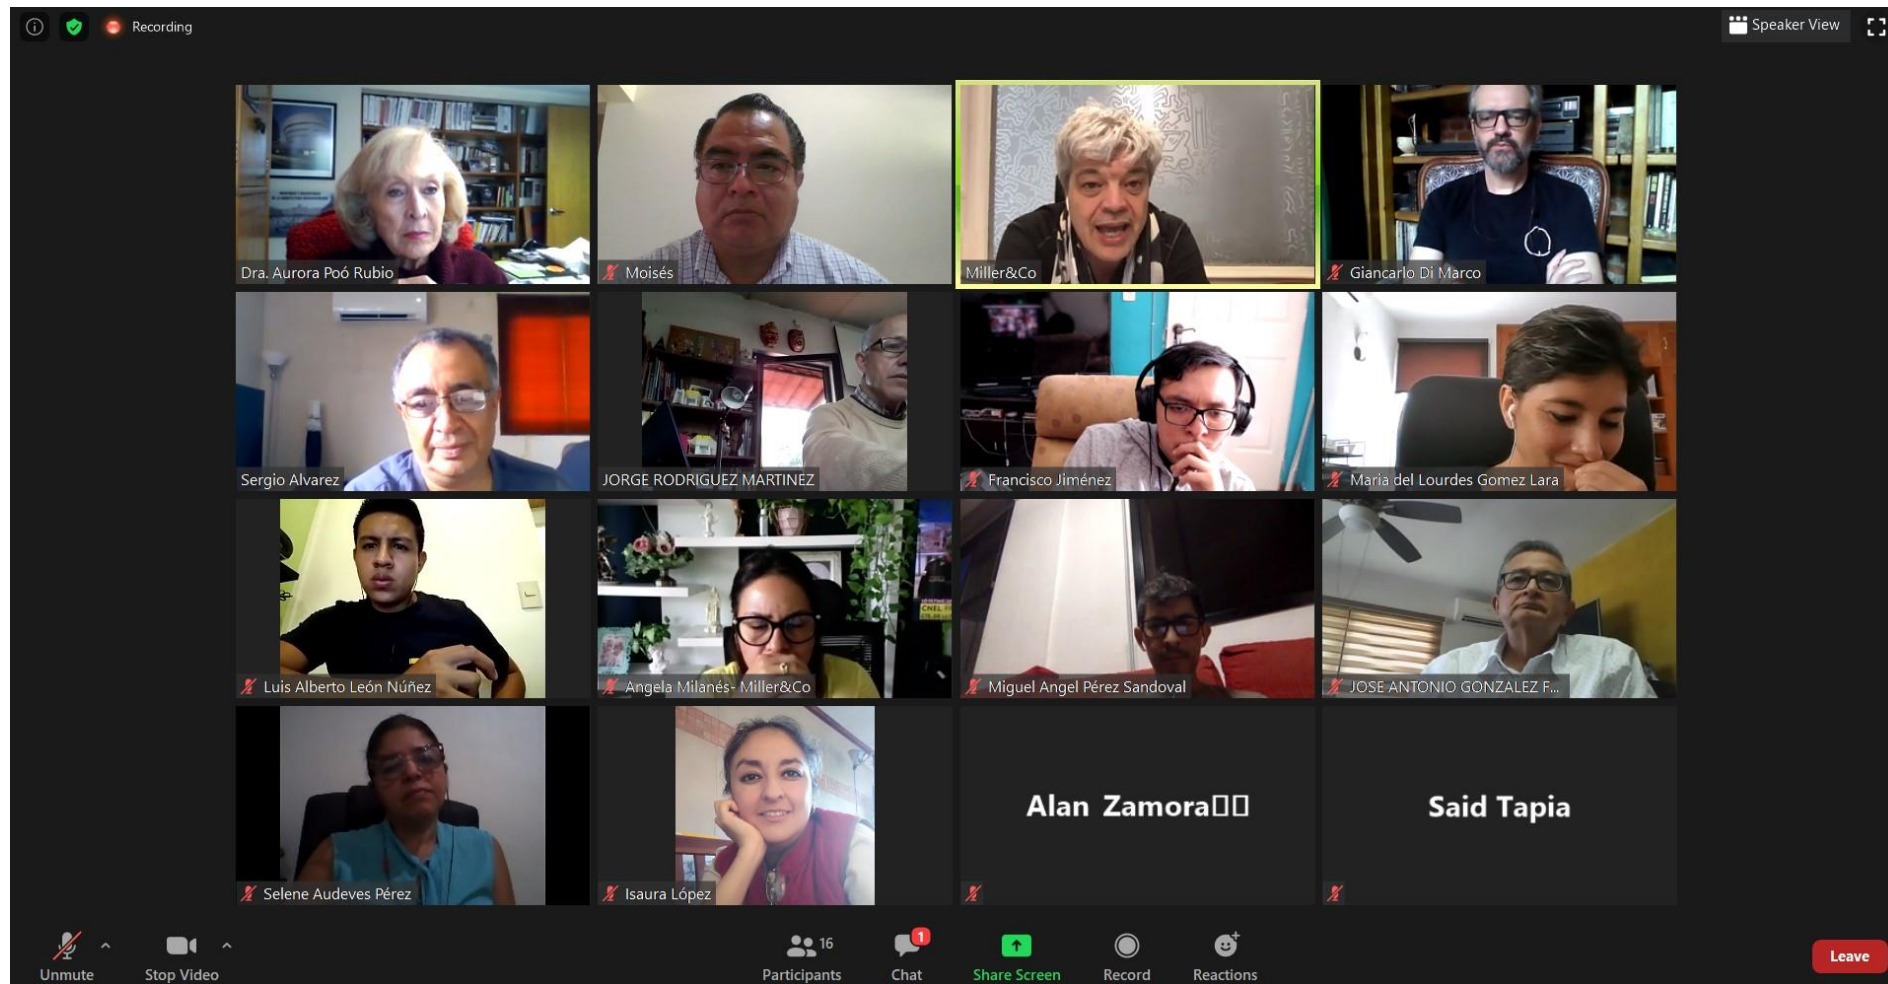 Recording
Speaker View
Dra. Aurora Poó Rubio
Moisés
Miller&Co
Giancarlo Di Marco
Sergio Alvarez
JORGE RODRIGUEZ MARTINEZ
Francisco Jiménez
Maria del Lourdes Gomez Lara
Luis Alberto León Núñez
Angela Milanés- Miller&Co
Miguel Angel Pérez Sandoval
JOSE ANTONIO GONZALEZ F...
Selene Audeves Pérez
Isaura López
Alan Zamora
Said Tapia
Unmute
Stop Video
16
Participants
1
Chat
Share Screen
Record
Reactions
Leave